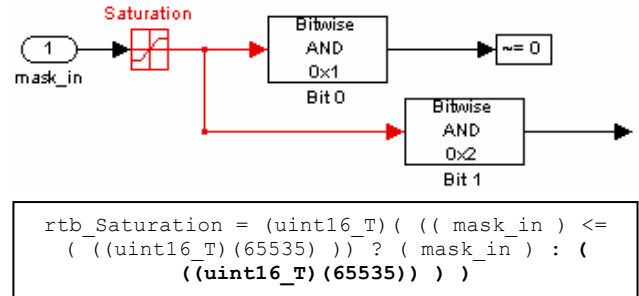 Saturation
1
mask_in
Bitwise
AND
0x1
Bit 0
~= 0
Bitwise
AND
0x2
Bit 1
rtb_Saturation = (uint16_T)( (( mask_in ) <=
( ((uint16_T)(65535) )) ? ( mask_in ) : (
((uint16_T)(65535)) ) )